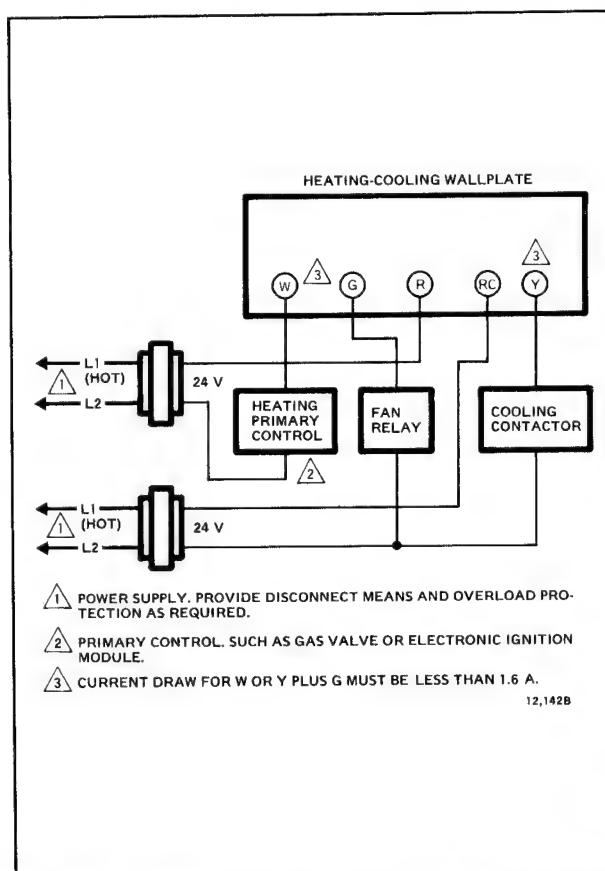 HEATING-COOLING WALLPLATE
3
W
3
G
R
RC
Y
L1
(HOT)
1
L2
24 V
HEATING
PRIMARY
CONTROL
2
FAN
RELAY
COOLING
CONTACTOR
L1
(HOT)
1
L2
24 V
1 POWER SUPPLY. PROVIDE DISCONNECT MEANS AND OVERLOAD PRO-
TECTION AS REQUIRED.
2 PRIMARY CONTROL. SUCH AS GAS VALVE OR ELECTRONIC IGNITION
MODULE.
3 CURRENT DRAW FOR W OR Y PLUS G MUST BE LESS THAN 1.6 A.
12,142B